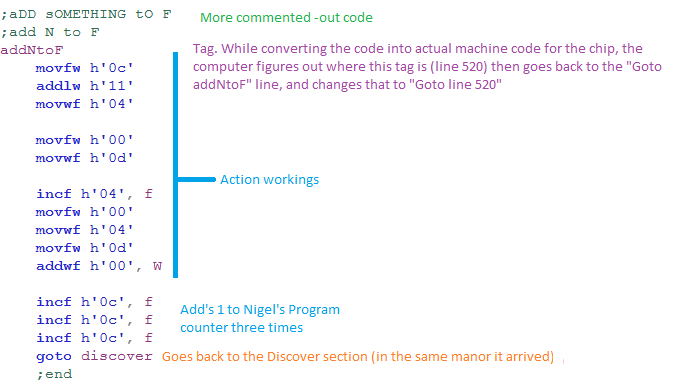 ;aDD sOMETHING tO F
More commented -out code
;add N to F
addNtoF
Tag. While converting the code into actual machine code for the chip, the
computer figures out where this tag is (line 520) then goes back to the "Goto
addNtoF" line, and changes that to "Goto line 520"
movfw h'0c'
addlw h'11'
movwf h'04'
movfw h'00'
movwf h'0d'
incf h'04', f
movfw h'00'
movwf h'04'
movfw h'0d'
addwf h'00', W
Action workings
incf h'0c', f
incf h'0c', f
incf h'0c', f
Add's 1 to Nigel's Program
counter three times
goto discover Goes back to the Discover section (in the same manor it arrived)
;end